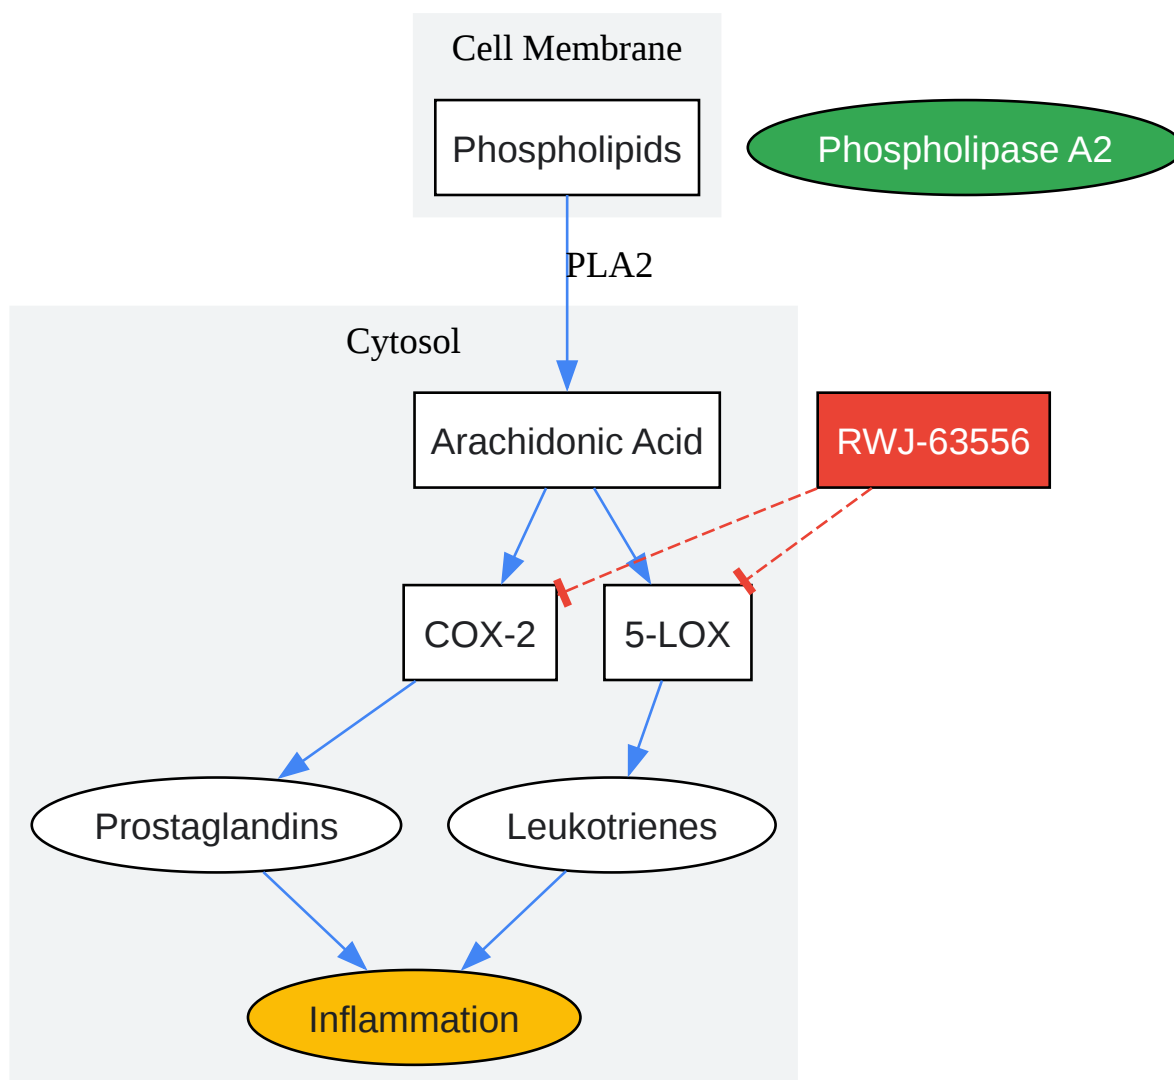 Cell Membrane
Phospholipids
Phospholipase A2
PLA2
Cytosol
Arachidonic Acid
RWJ-63556
COX-2
5-LOX
Prostaglandins
Leukotrienes
Inflammation